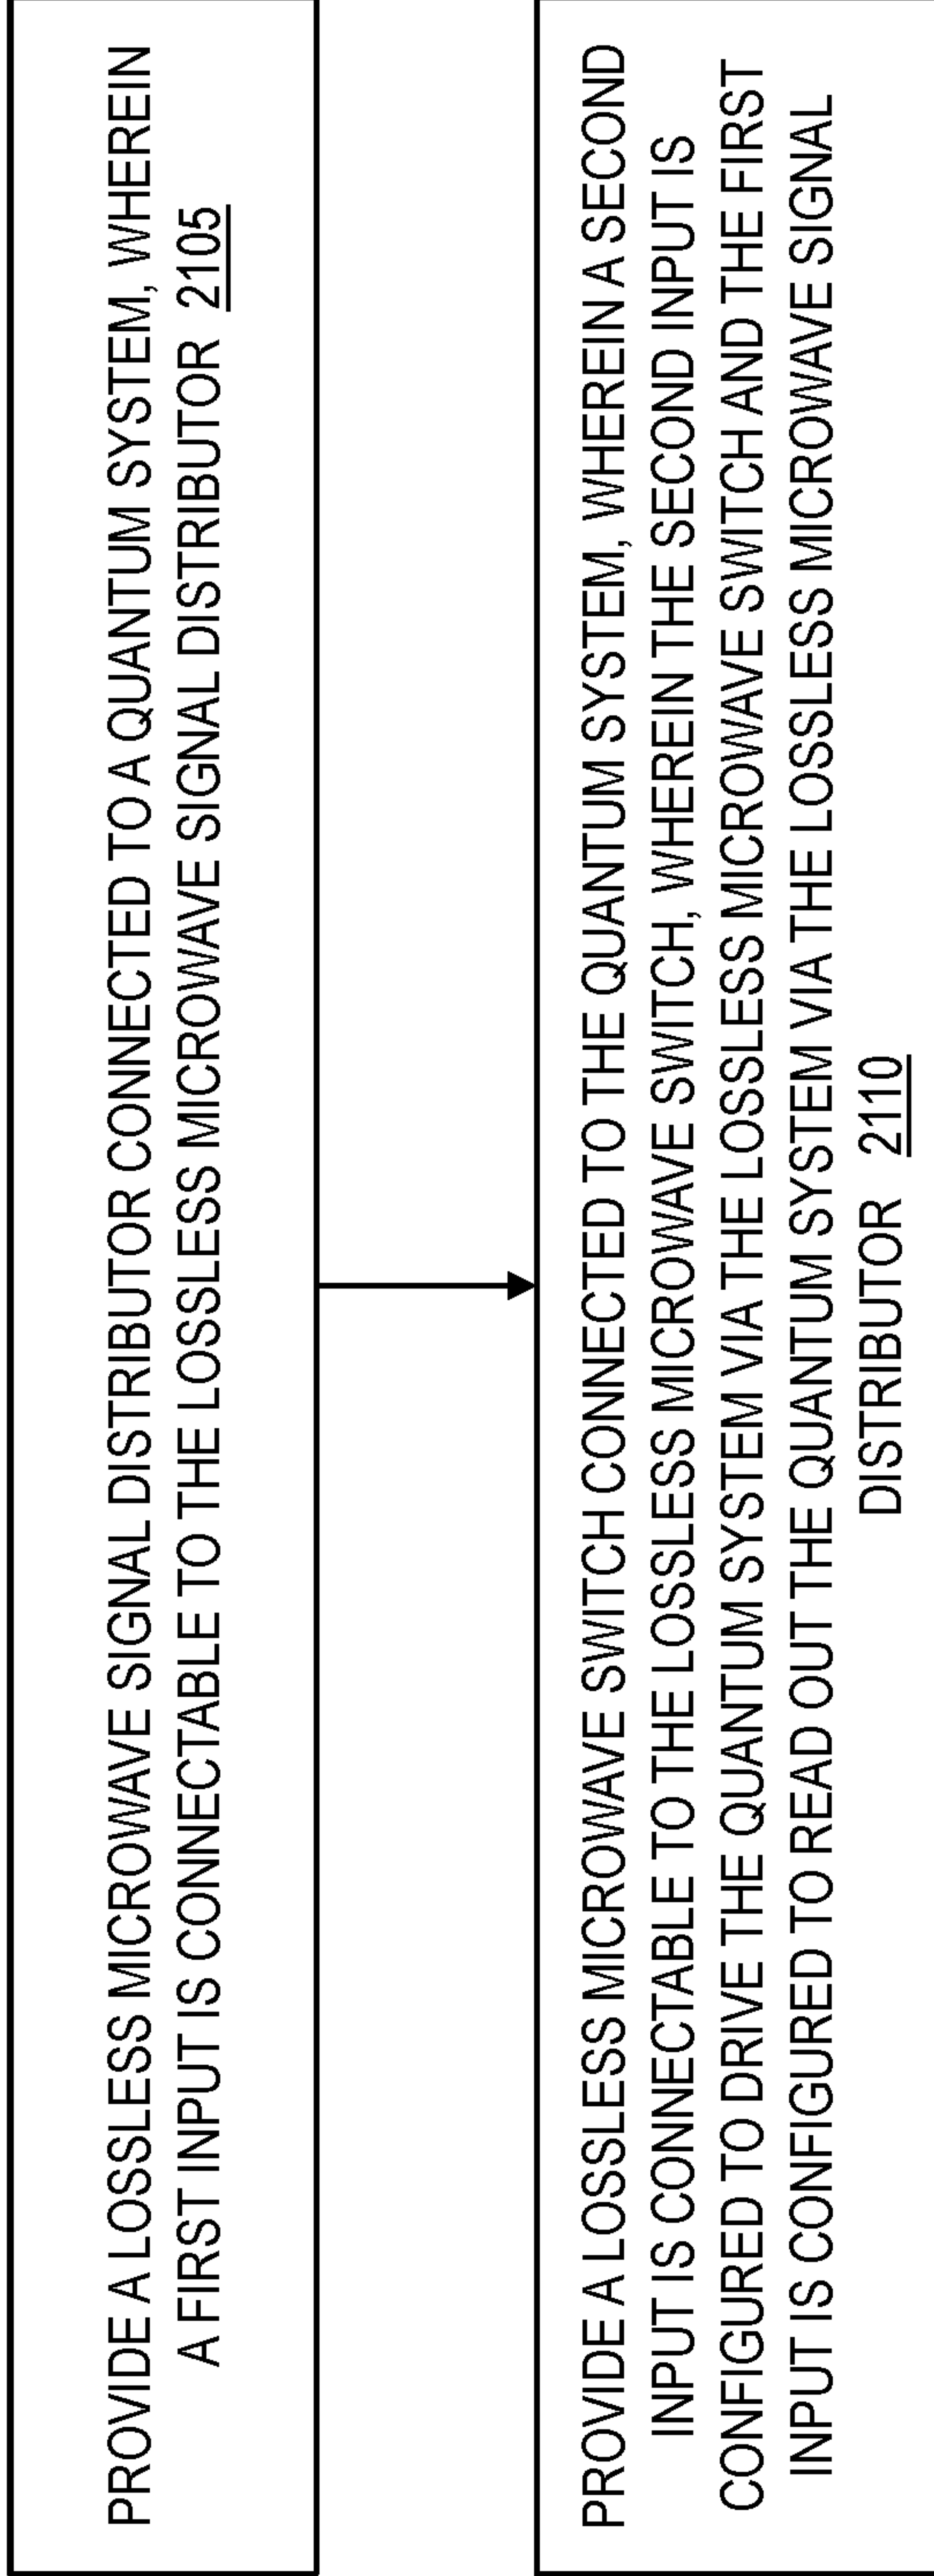 PROVIDE A LOSSLESS MICROWAVE SIGNAL DISTRIBUTOR CONNECTED TO A QUANTUM SYSTEM, WHEREIN
A FIRST INPUT IS CONNECTABLE TO THE LOSSLESS MICROWAVE SIGNAL DISTRIBUTOR 2105
PROVIDE A LOSSLESS MICROWAVE SWITCH CONNECTED TO THE QUANTUM SYSTEM, WHEREIN A SECOND
INPUT IS CONNECTABLE TO THE LOSSLESS MICROWAVE SWITCH, WHEREIN THE SECOND INPUT IS
CONFIGURED TO DRIVE THE QUANTUM SYSTEM VIA THE LOSSLESS MICROWAVE SWITCH AND THE FIRST
INPUT IS CONFIGURED TO READ OUT THE QUANTUM SYSTEM VIA THE LOSSLESS MICROWAVE SIGNAL
DISTRIBUTOR 2110